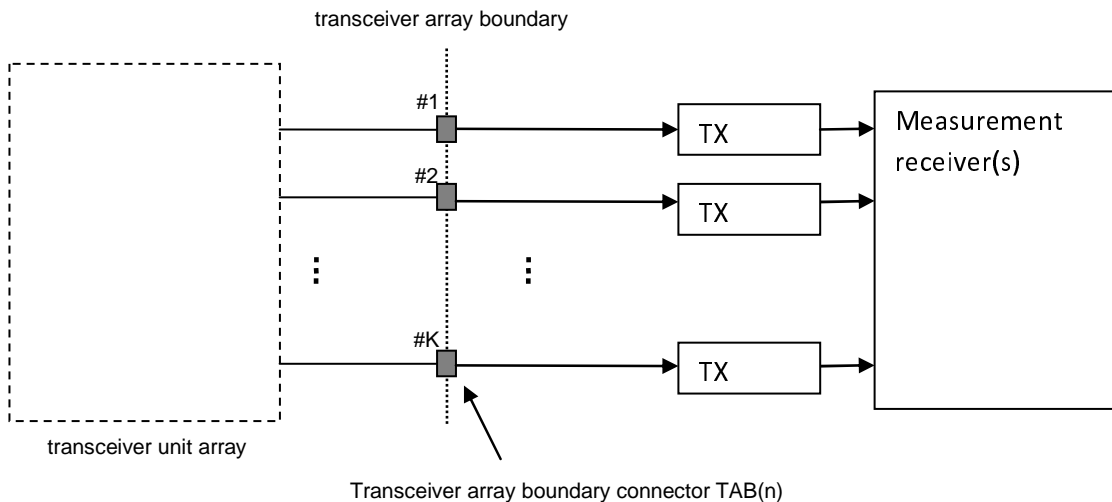 transceiver array boundary
#1
TX
Measurement
receiver(s)
#2
TX
#K
TX
transceiver unit array
Transceiver array boundary connector TAB(n)